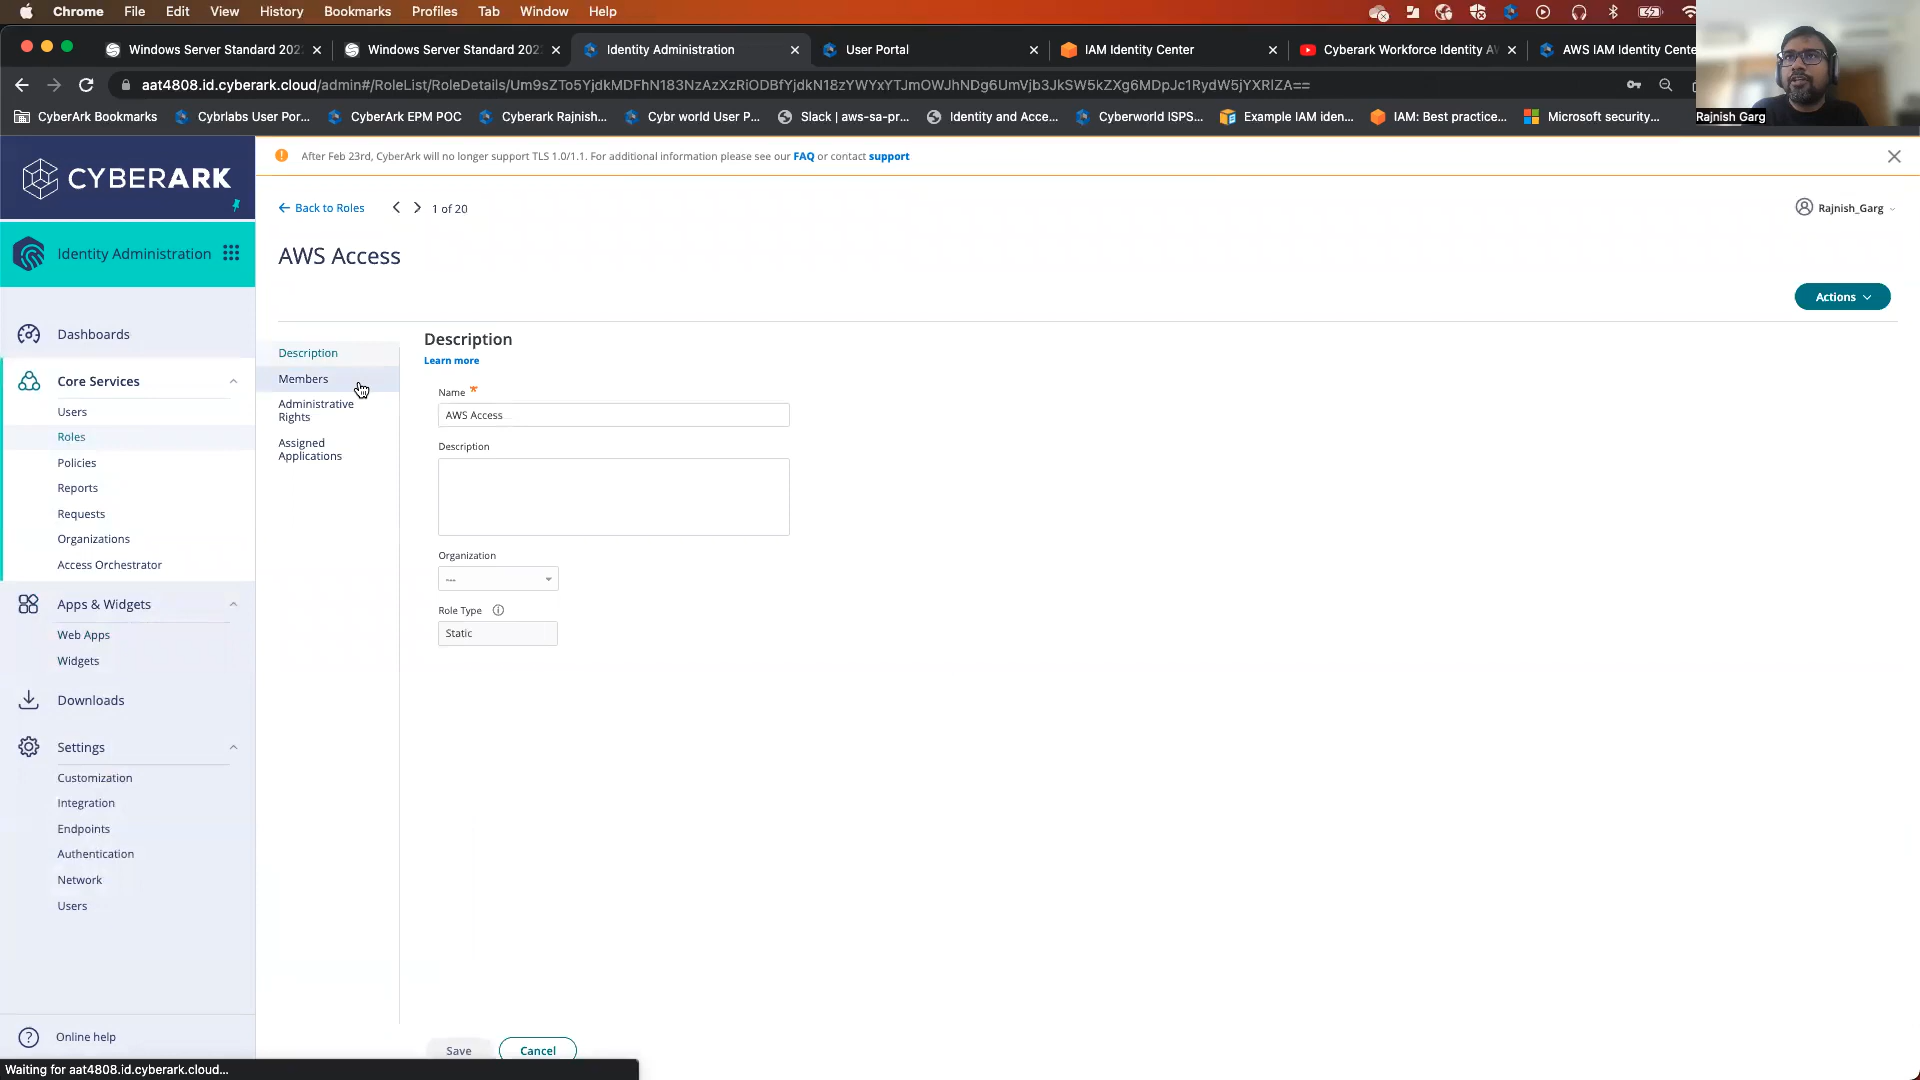 Chrome File Edit View History Bookmarks Profiles Tab Window Help
Windows Server Standard 202
Windows Server Standard 202
Identity Administration
User Portal
IAM Identity Center
Cyberark Workforce Identity AW
AWS IAM Identity Cente
aat4808.id.cyberark.cloud/admin#/RoleList/RoleDetails/Um9sZTo5YjdkMDFhN183NzAzXzRiODBfYjdkN18zYWYxYTJmOWJhNDg6UmVjb3JkSW5kZXg6MDpJc1RydW5jYXRlZA==
CyberArk Bookmarks
Cybrlabs User Por...
CyberArk EPM POC
Cyberark Rajnish...
Cybr world User P...
Slack | aws-sa-pr...
Identity and Acce...
Cyberworld ISPS...
Example IAM iden...
IAM: Best practice...
Microsoft security...
Rajnish Garg
CYBERARK
After Feb 23rd, CyberArk will no longer support TLS 1.0/1.1. For additional information please see our FAQ or contact support
Back to Roles
1 of 20
Rajnish_Garg
Identity Administration
AWS Access
Actions
Dashboards
Core Services
Users
Roles
Policies
Reports
Requests
Organizations
Access Orchestrator
Apps & Widgets
Web Apps
Widgets
Downloads
Settings
Customization
Integration
Endpoints
Authentication
Network
Users
Online help
Description
Members
Administrative
Rights
Assigned
Applications
Description
Learn more
Name *
AWS Access
Description
Organization
---
Role Type
Static
Save
Cancel
Waiting for aat4808.id.cyberark.cloud...